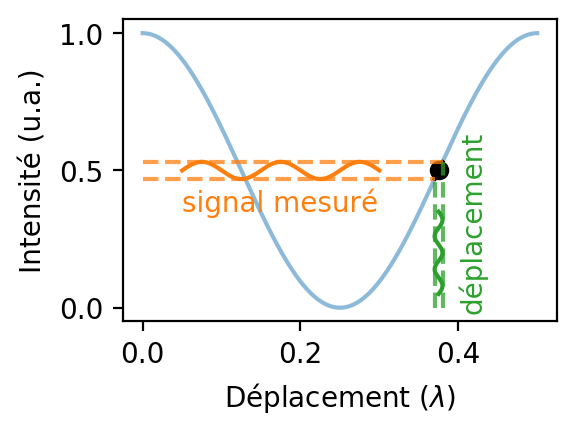 Intensité (u.a.)
1.0
0.5
0.0
signal mesuré
déplacement
0.0
0.2
0.4
Déplacement (λ)